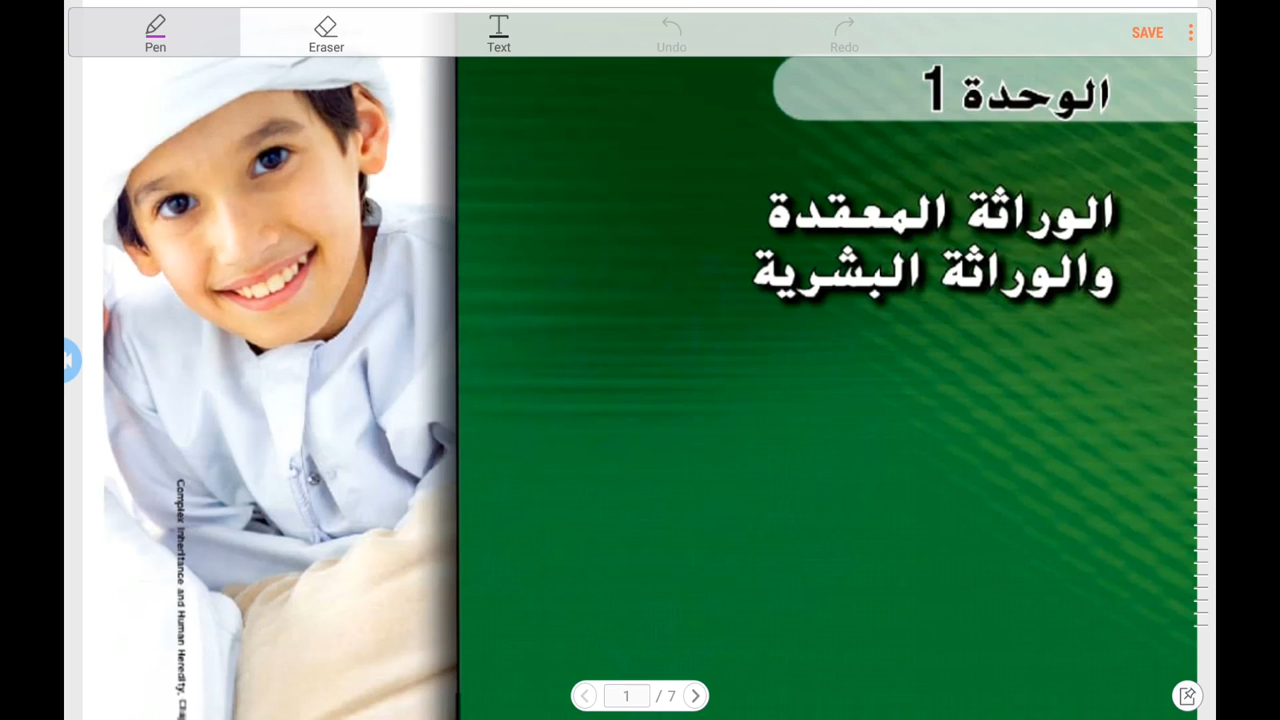 Pen
Eraser
Text
Undo
Redo
SAVE
الوحدة 1
الوراثة المعقدة
والوراثة البشرية
Complex Inheritance and Human Heredity,
1 / 7